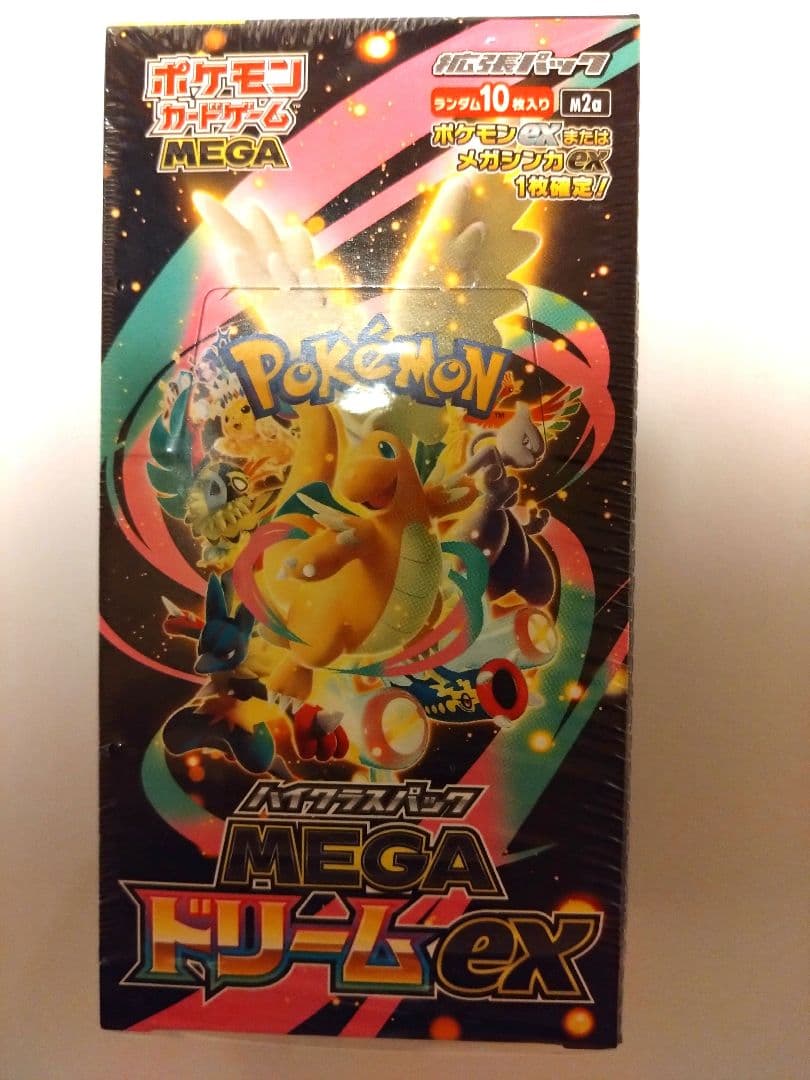 ポケモン
カードゲーム
MEGA
拡張パック
ランダム10枚入り
M2a
ポケモンexまたは
メガシンカex
1枚確定!
POKéMON
TM
ハイクラスパック
MEGA
ドリームex